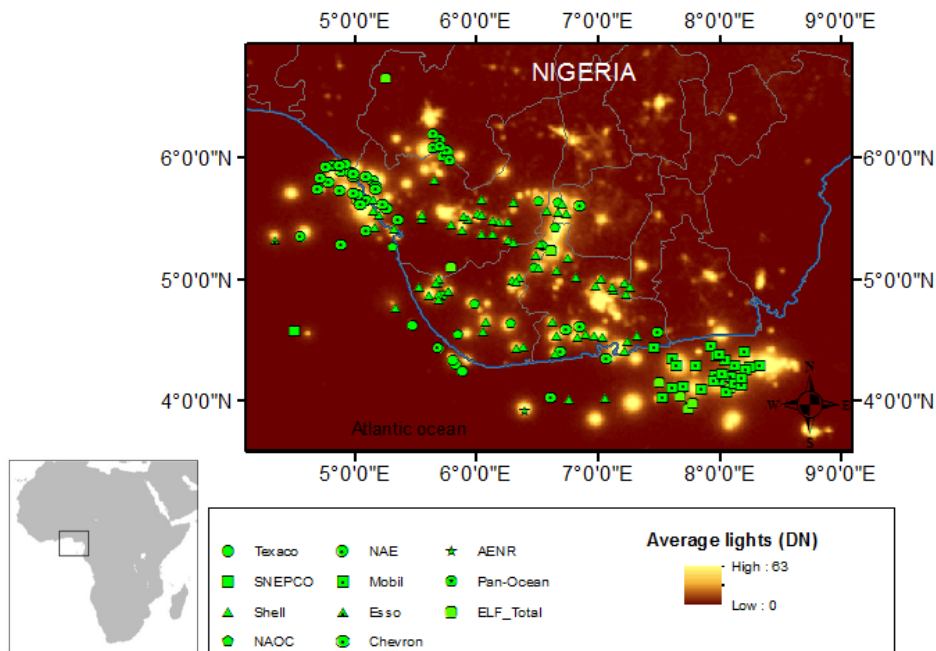 5°0'0"E 6°0'0"E 7°0'0"E 8°0'0"E 9°0'0"E
NIGERIA
6°0'0"N 6°0'0"N
5°0'0"N 5°0'0"N
4°0'0"N 4°0'0"N
N
W E
S
Atlantic ocean
5°0'0"E 6°0'0"E 7°0'0"E 8°0'0"E 9°0'0"E
Texaco NAE AENR
SNEPCO Mobil Pan-Ocean
Shell Esso ELF_Total
NAOC Chevron
Average lights (DN)
High : 63
Low : 0